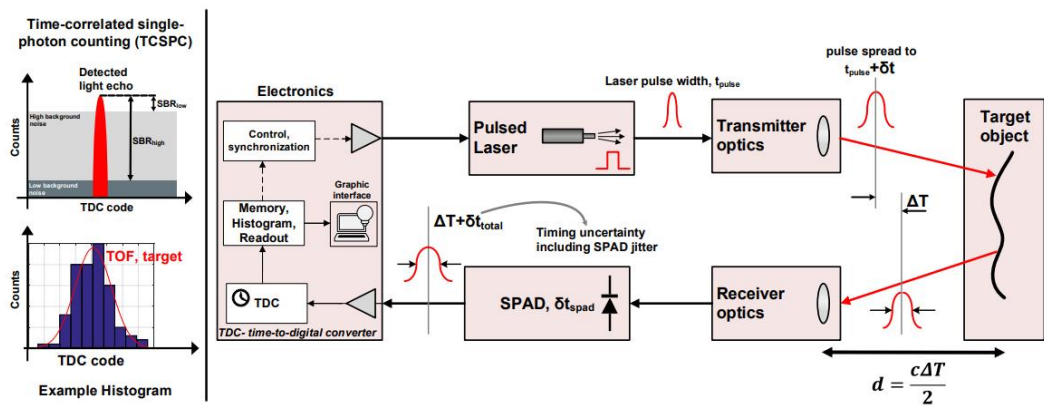 Time-correlated single-
photon counting (TCSPC)
Detected
light echo
SBRlow
High background
noise
SBRhigh
Low background
noise
Counts
TDC code
Counts
TOF, target
TDC code
Example Histogram
Electronics
Control,
synchronization
Graphic
interface
Memory,
Histogram,
Readout
TDC
TDC- time-to-digital converter
Pulsed
Laser
Laser pulse width, tpulse
Transmitter
optics
pulse spread to
tpulse+δt
Target
object
ΔT
ΔT+δttotal
Timing uncertainty
including SPAD jitter
SPAD, δtspad
Receiver
optics
d = cΔT/2